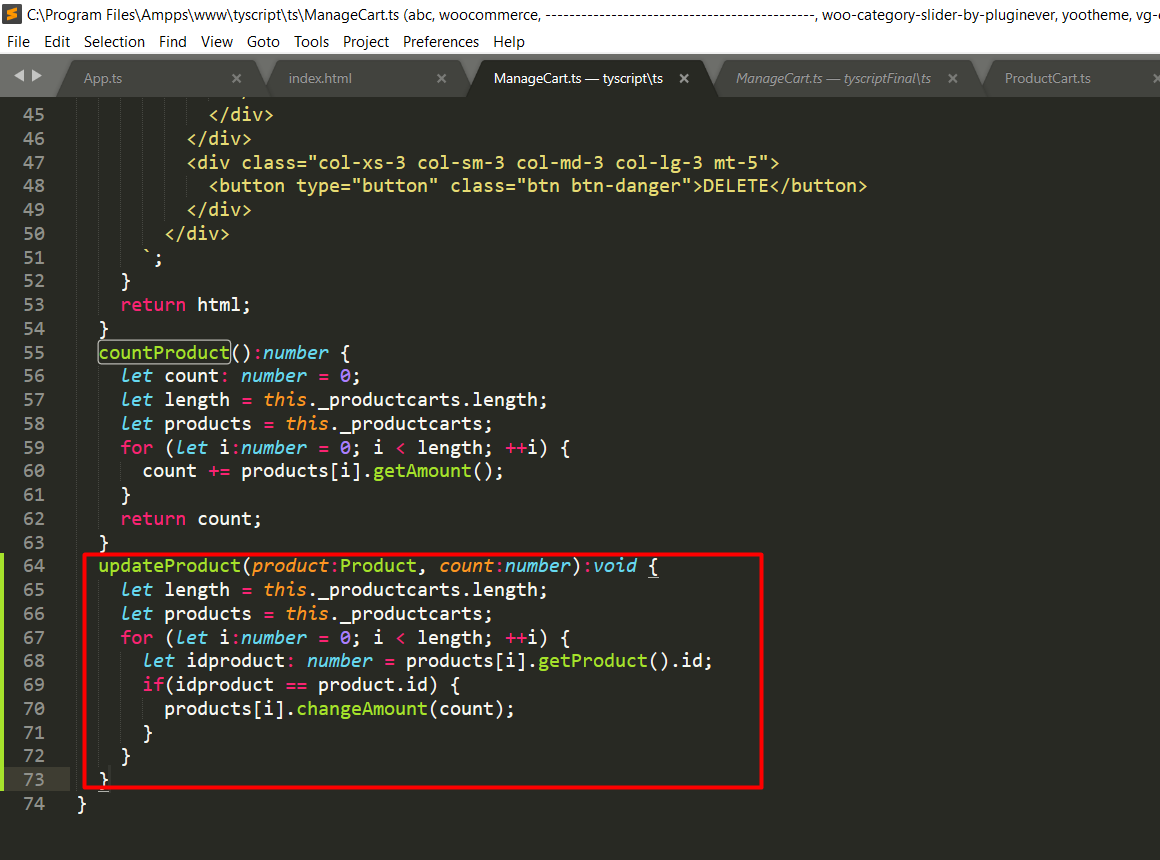 C:\Program Files\Ampps\www\tyscript\ts\ManageCart.ts (abc, woocommerce, -------------------------------------------, woo-category-slider-by-pluginever, yootheme, vg-
File Edit Selection Find View Goto Tools Project Preferences Help
App.ts index.html ManageCart.ts — tyscript\ts ManageCart.ts — tyscriptFinal\ts ProductCart.ts
45 </div>
46 </div>
47 <div class="col-xs-3 col-sm-3 col-md-3 col-lg-3 mt-5">
48 <button type="button" class="btn btn-danger">DELETE</button>
49 </div>
50 </div>
51 `;
52 }
53 return html;
54 }
55 countProduct():number {
56 let count: number = 0;
57 let length = this._productcarts.length;
58 let products = this._productcarts;
59 for (let i:number = 0; i < length; ++i) {
60 count += products[i].getAmount();
61 }
62 return count;
63 }
64 updateProduct(product:Product, count:number):void {
65 let length = this._productcarts.length;
66 let products = this._productcarts;
67 for (let i:number = 0; i < length; ++i) {
68 let idproduct: number = products[i].getProduct().id;
69 if(idproduct == product.id) {
70 products[i].changeAmount(count);
71 }
72 }
73 }
74 }